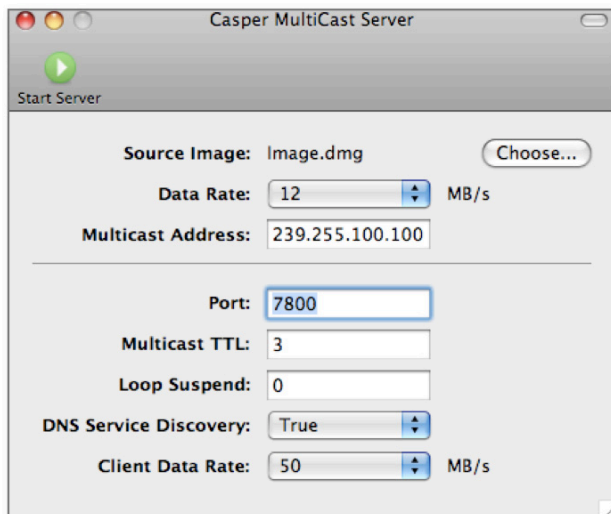 Casper MultiCast Server
Start Server
Source Image: Image.dmg Choose...
Data Rate: 12 MB/s
Multicast Address: 239.255.100.100
Port: 7800
Multicast TTL: 3
Loop Suspend: 0
DNS Service Discovery: True
Client Data Rate: 50 MB/s